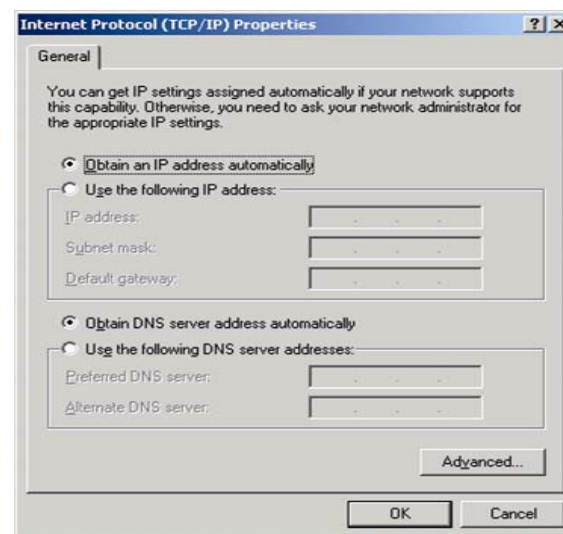 Internet Protocol (TCP/IP) Properties
General
You can get IP settings assigned automatically if your network supports
this capability. Otherwise, you need to ask your network administrator for
the appropriate IP settings.
Obtain an IP address automatically
Use the following IP address:
IP address:
Subnet mask:
Default gateway:
Obtain DNS server address automatically
Use the following DNS server addresses:
Preferred DNS server:
Alternate DNS server:
Advanced...
OK Cancel